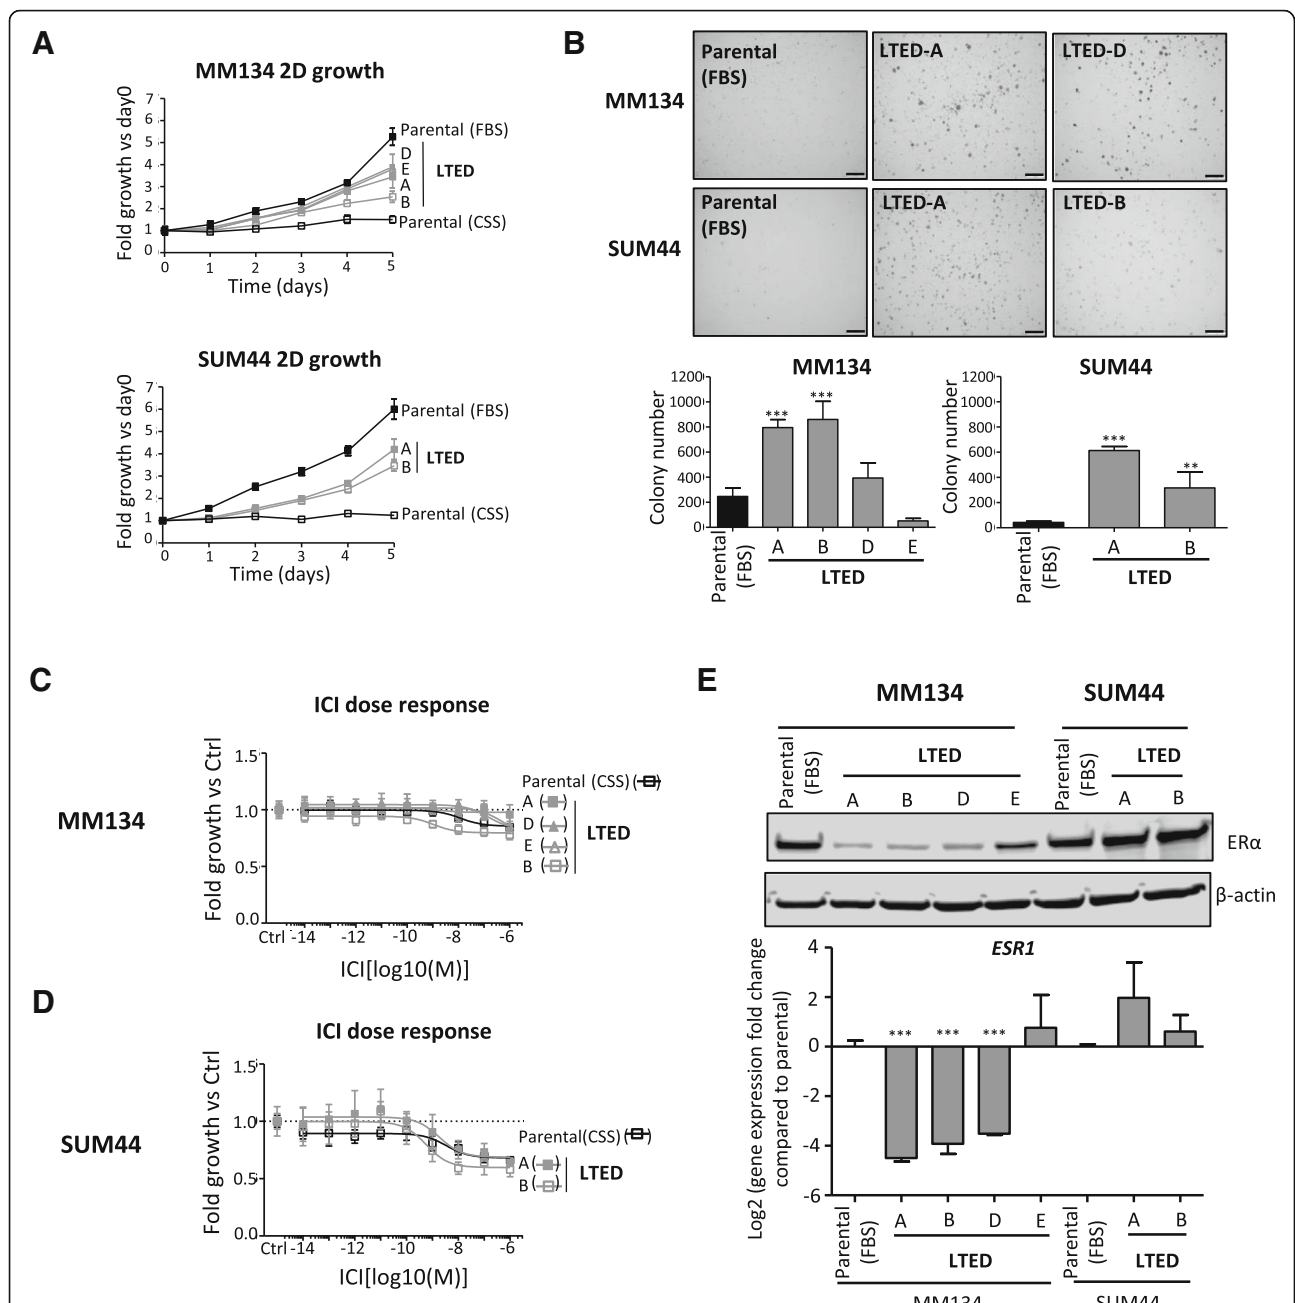 A
MM134 2D growth
Fold growth vs day0
7
6
5
4
3
2
1
0
0 1 2 3 4 5
Time (days)
Parental (FBS)
D
E
A
B
LTED
Parental (CSS)
SUM44 2D growth
Fold growth vs day0
7
6
5
4
3
2
1
0
0 1 2 3 4 5
Time (days)
Parental (FBS)
A
B
LTED
Parental (CSS)
B
MM134
Parental
(FBS)
LTED-A
LTED-D
SUM44
Parental
(FBS)
LTED-A
LTED-B
MM134
Colony number
1200
1000
800
600
400
200
0
***
***
Parental
(FBS)
A B D E
LTED
SUM44
Colony number
1200
1000
800
600
400
200
0
***
**
Parental
(FBS)
A B
LTED
C
ICI dose response
MM134
Fold growth vs Ctrl
1.5
1.0
0.5
0.0
Ctrl -14 -12 -10 -8 -6
ICI[log10(M)]
Parental (CSS) ( )
A ( )
D ( )
E ( )
B ( )
LTED
D
ICI dose response
SUM44
Fold growth vs Ctrl
1.5
1.0
0.5
0.0
Ctrl -14 -12 -10 -8 -6
ICI[log10(M)]
Parental(CSS) ( )
A ( )
B ( )
LTED
E
MM134
SUM44
Parental
(FBS)
LTED
A B D E
Parental
(FBS)
LTED
A B
ERα
β-actin
ESR1
Log2 (gene expression fold change
compared to parental)
4
2
0
-2
-4
-6
*** *** ***
Parental
(FBS)
A B D E
LTED
Parental
(FBS)
A B
LTED
MM134
SUM44